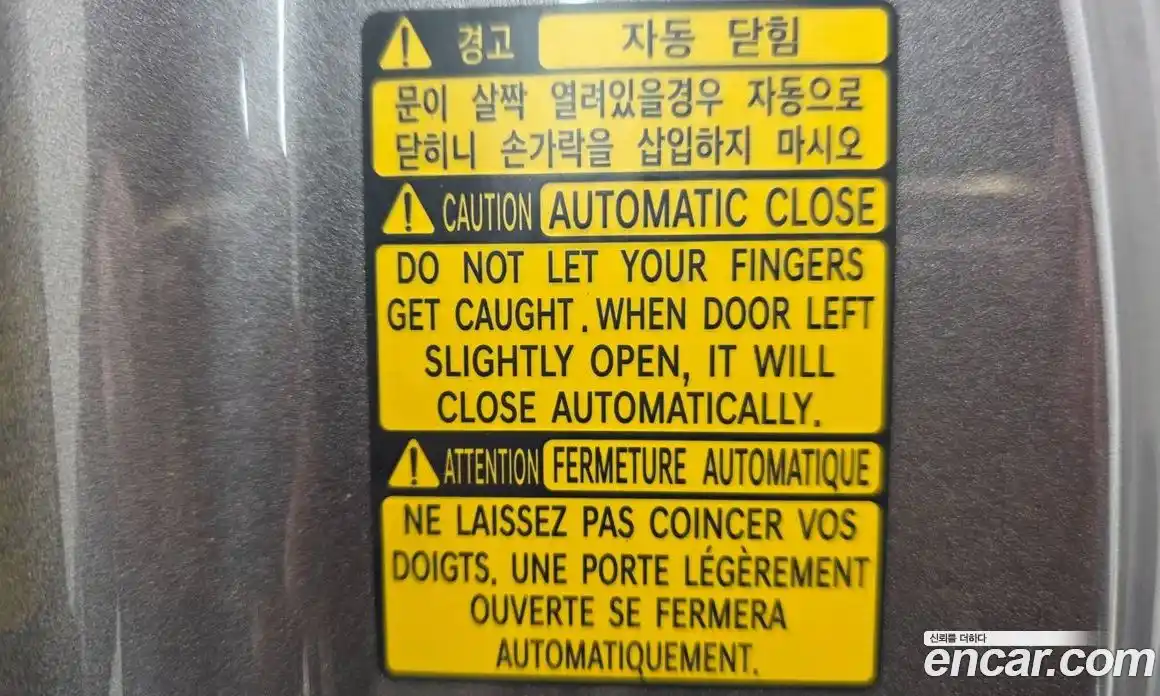 경고 자동 닫힘
문이 살짝 열려있을경우 자동으로
닫히니 손가락을 삽입하지 마시오
CAUTION AUTOMATIC CLOSE
DO NOT LET YOUR FINGERS
GET CAUGHT. WHEN DOOR LEFT
SLIGHTLY OPEN, IT WILL
CLOSE AUTOMATICALLY.
ATTENTION FERMETURE AUTOMATIQUE
NE LAISSEZ PAS COINCER VOS
DOIGTS. UNE PORTE LÉGÈREMENT
OUVERTE SE FERMERA
AUTOMATIQUEMENT.
신뢰를 더하다
encar.com